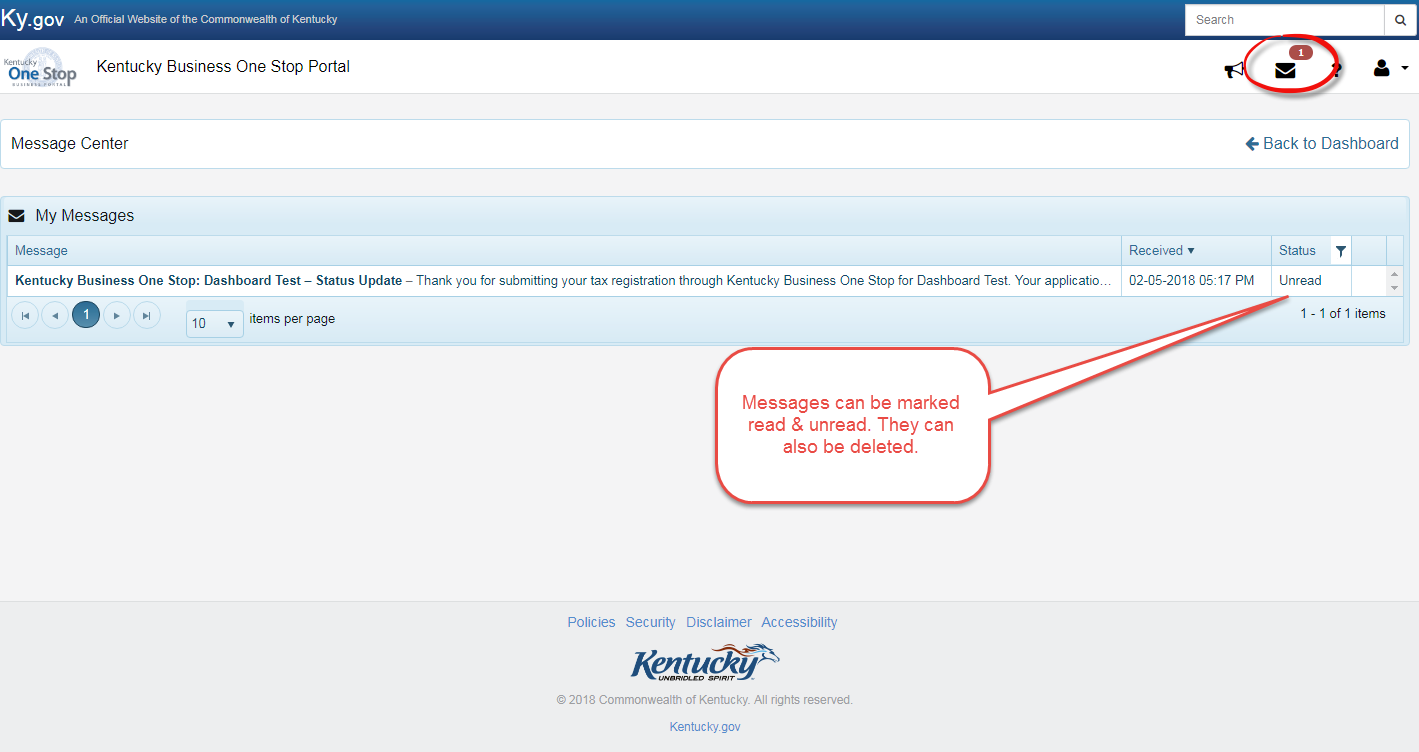 Ky.gov An Official Website of the Commonwealth of Kentucky
Search
1
Kentucky
One Stop
BUSINESS PORTAL
Kentucky Business One Stop Portal
?
Message Center
Back to Dashboard
My Messages
Message Received Status
Kentucky Business One Stop: Dashboard Test – Status Update – Thank you for submitting your tax registration through Kentucky Business One Stop for Dashboard Test. Your applicatio... 02-05-2018 05:17 PM Unread
1 10 items per page 1 - 1 of 1 items
Messages can be marked
read & unread. They can
also be deleted.
Policies Security Disclaimer Accessibility
Kentucky
UNBRIDLED SPIRIT
© 2018 Commonwealth of Kentucky. All rights reserved.
Kentucky.gov